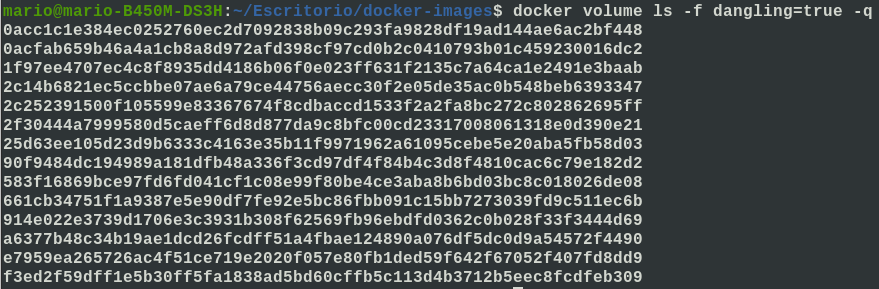 mario@mario-B450M-DS3H:~/Escritorio/docker-images$ docker volume ls -f dangling=true -q
0acc1c1e384ec0252760ec2d7092838b09c293fa9828df19ad144ae6ac2bf448
0acfab659b46a4a1cb8a8d972afd398cf97cd0b2c0410793b01c459230016dc2
1f97ee4707ec4c8f8935dd4186b06f0e023ff631f2135c7a64ca1e2491e3baab
2c14b6821ec5ccbbe07ae6a79ce44756aecc30f2e05de35ac0b548beb6393347
2c252391500f105599e83367674f8cdbaccd1533f2a2fa8bc272c802862695ff
2f30444a7999580d5caeff6d8d877da9c8bfc00cd23317008061318e0d390e21
25d63ee105d23d9b6333c4163e35b11f9971962a61095cebe5e20aba5fb58d03
90f9484dc194989a181dfb48a336f3cd97df4f84b4c3d8f4810cac6c79e182d2
583f16869bce97fd6fd041cf1c08e99f80be4ce3aba8b6bd03bc8c018026de08
661cb34751f1a9387e5e90df7fe92e5bc86fbb091c15bb7273039fd9c511ec6b
914e022e3739d1706e3c3931b308f62569fb96ebdfd0362c0b028f33f3444d69
a6377b48c34b19ae1dcd26fcdff51a4fbae124890a076df5dc0d9a54572f4490
e7959ea265726ac4f51ce719e2020f057e80fb1ded59f642f67052f407fd8dd9
f3ed2f59dff1e5b30ff5fa1838ad5bd60cffb5c113d4b3712b5eec8fcdfeb309